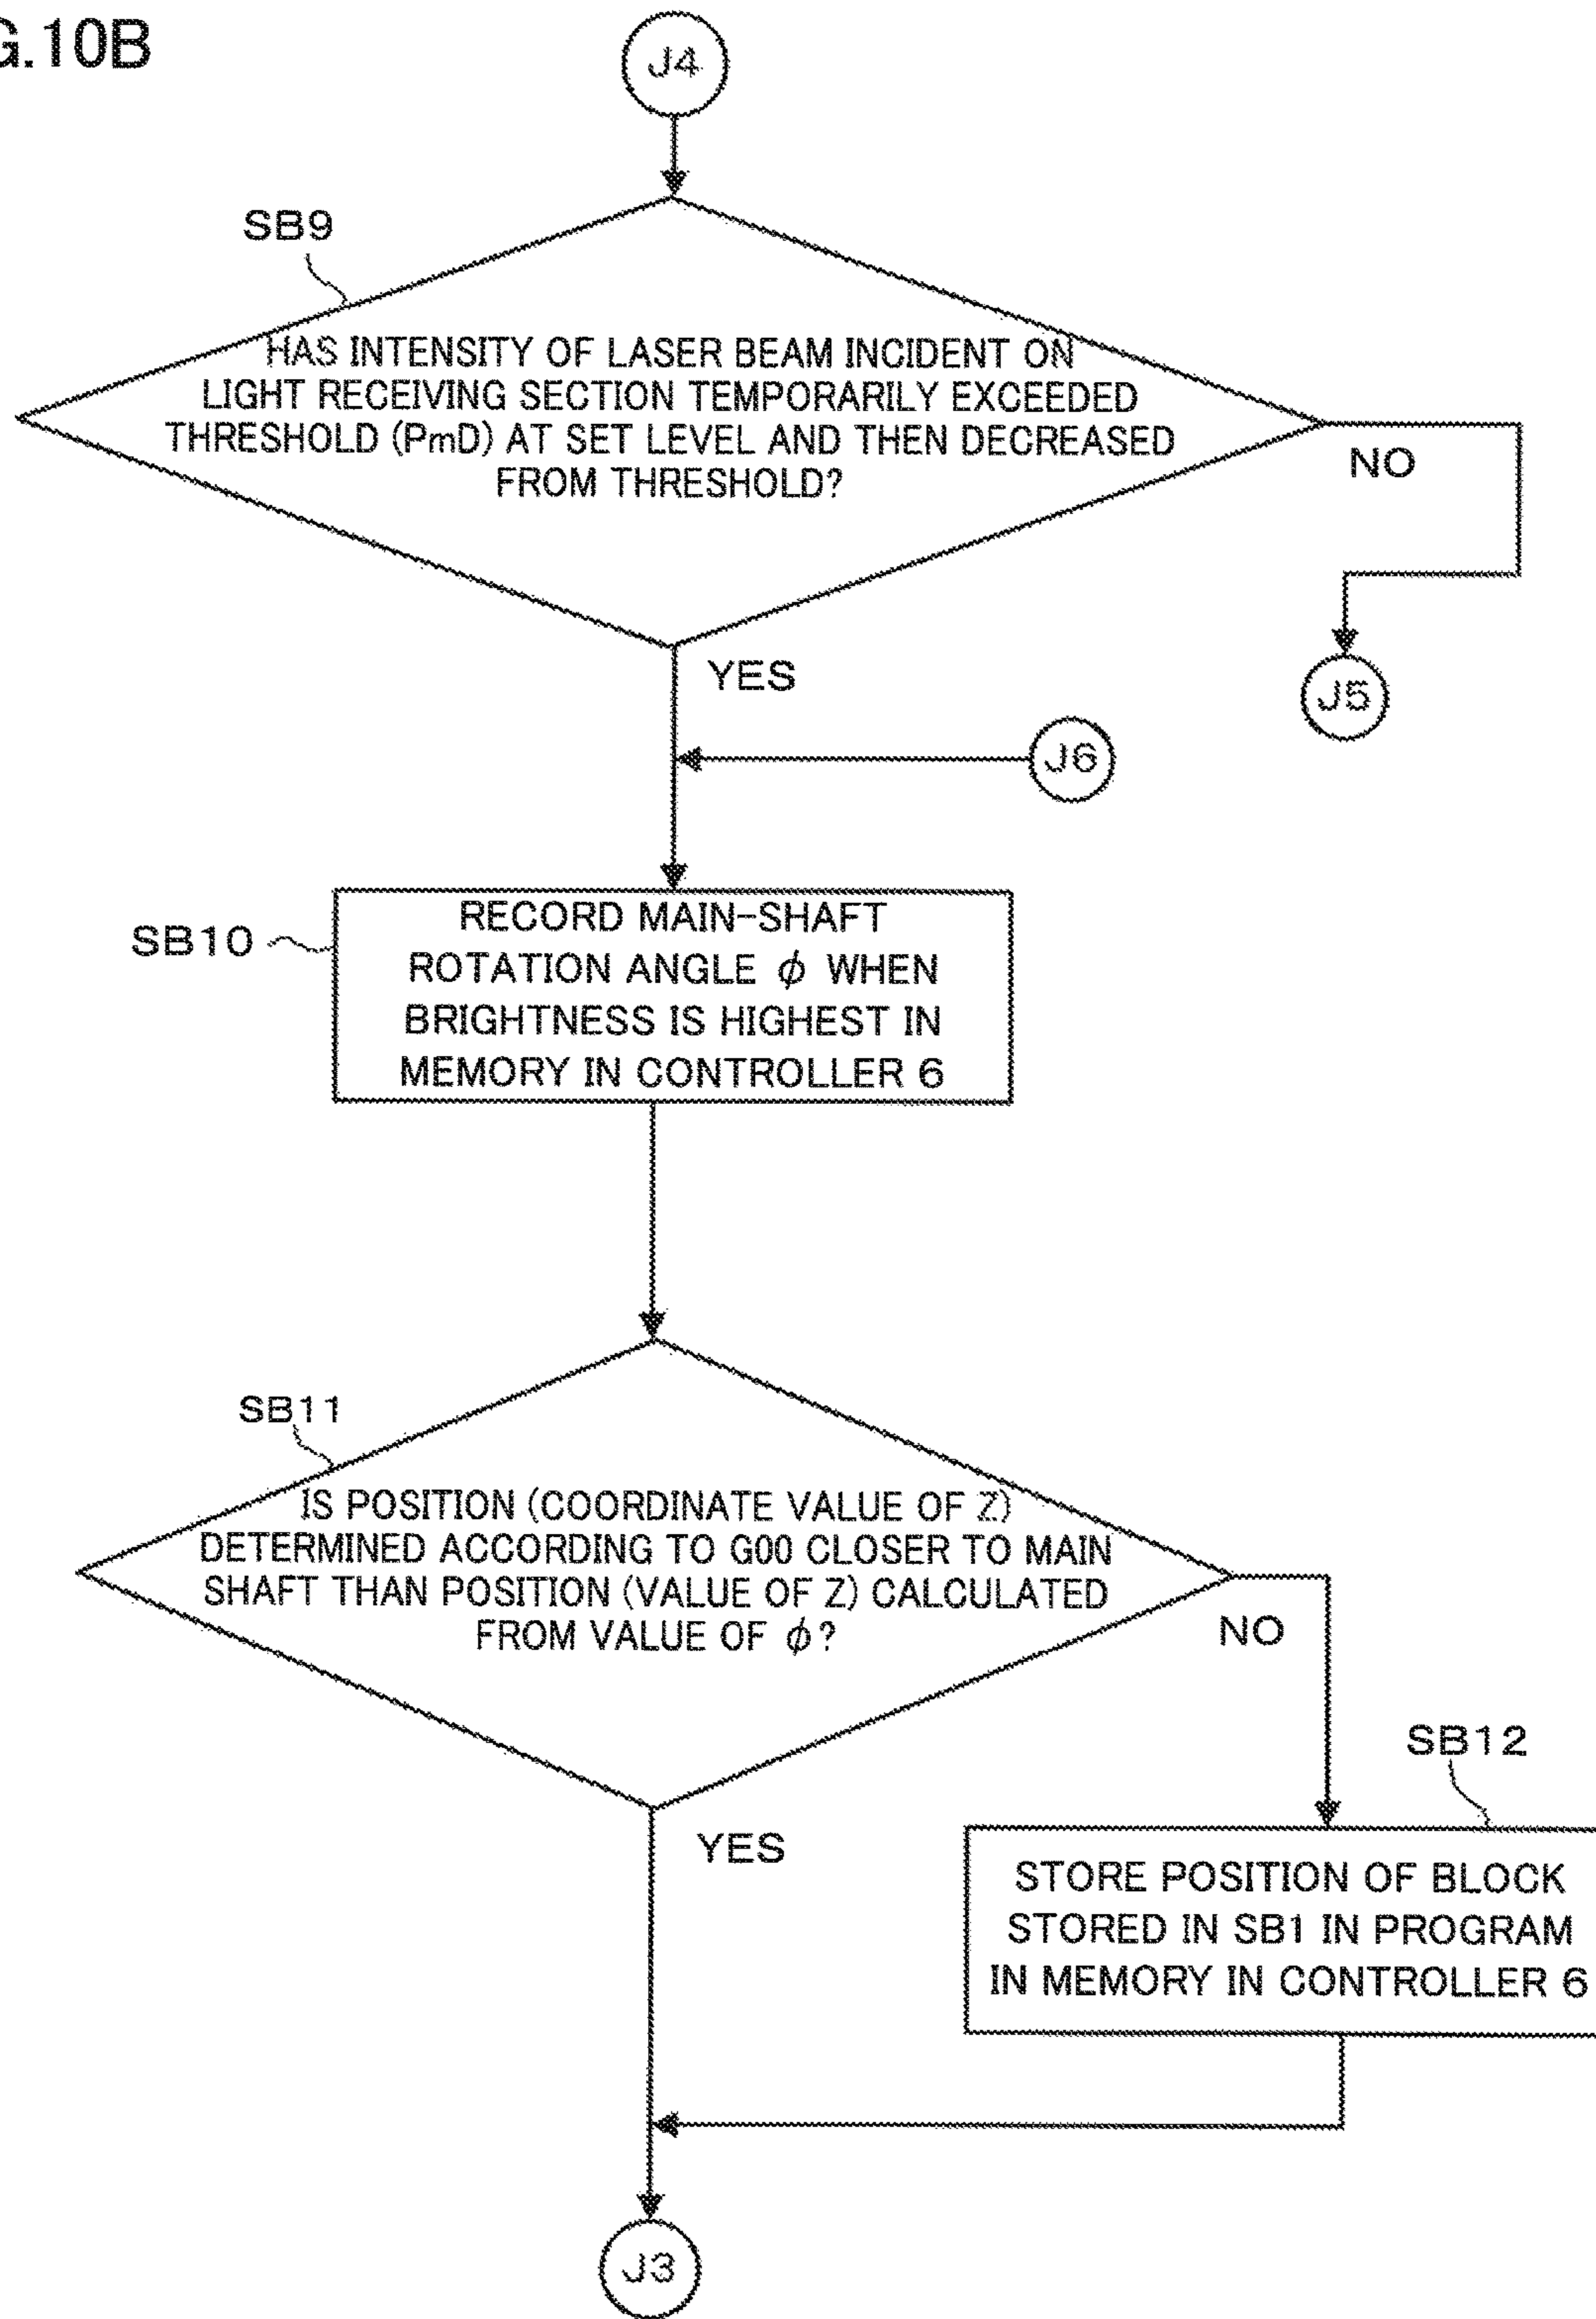 G.10B
J4
SB9
HAS INTENSITY OF LASER BEAM INCIDENT ON
LIGHT RECEIVING SECTION TEMPORARILY EXCEEDED
THRESHOLD (PmD) AT SET LEVEL AND THEN DECREASED
FROM THRESHOLD?
NO
YES
J5
J6
SB10
RECORD MAIN-SHAFT
ROTATION ANGLE ϕ WHEN
BRIGHTNESS IS HIGHEST IN
MEMORY IN CONTROLLER 6
SB11
IS POSITION (COORDINATE VALUE OF Z)
DETERMINED ACCORDING TO G00 CLOSER TO MAIN
SHAFT THAN POSITION (VALUE OF Z) CALCULATED
FROM VALUE OF ϕ?
NO
YES
SB12
STORE POSITION OF BLOCK
STORED IN SB1 IN PROGRAM
IN MEMORY IN CONTROLLER 6
J3